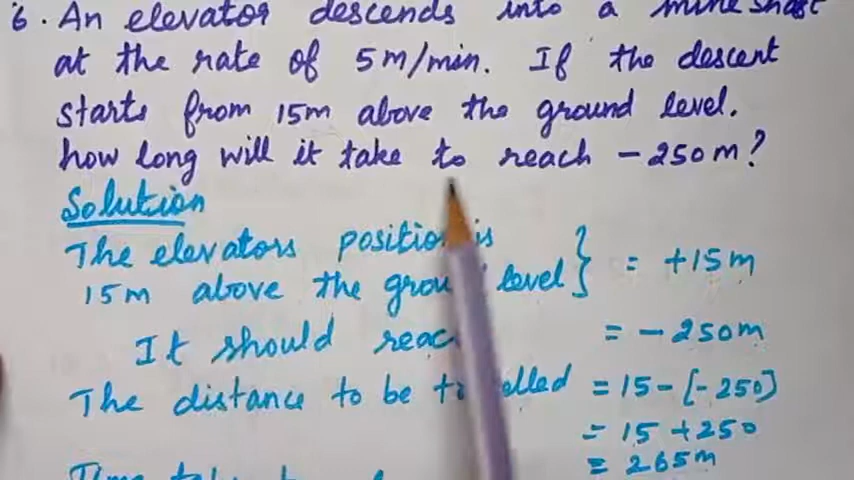 6. An elevator descends into a mine shaft
at the rate of 5m/min. If the descent
starts from 15m above the ground level.
how long will it take to reach -250m?
Solution
The elevators position is
15m above the ground level} = +15m
It should reach = -250m
The distance to be = 15-[-250]
= 15+250
= 265m
Time